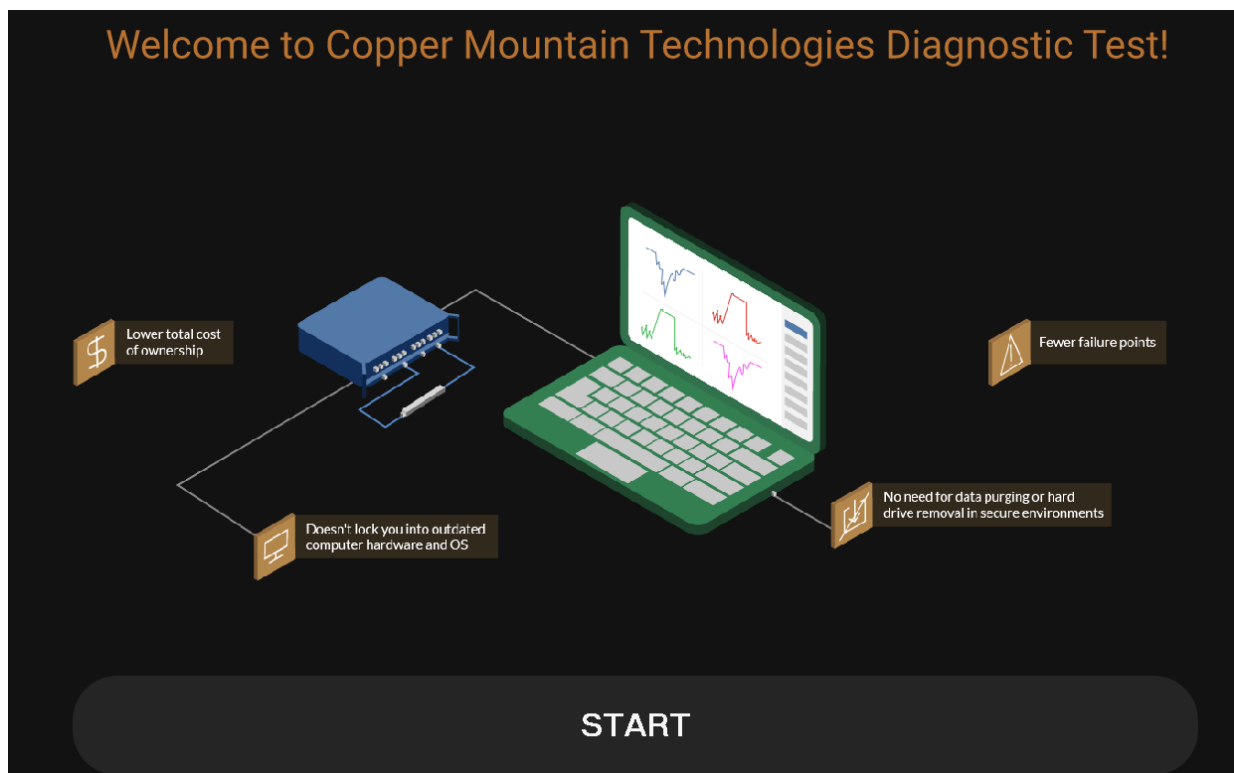 Welcome to Copper Mountain Technologies Diagnostic Test!
Lower total cost
of ownership
Fewer failure points
No need for data purging or hard
drive removal in secure environments
Doesn't lock you into outdated
computer hardware and OS
START